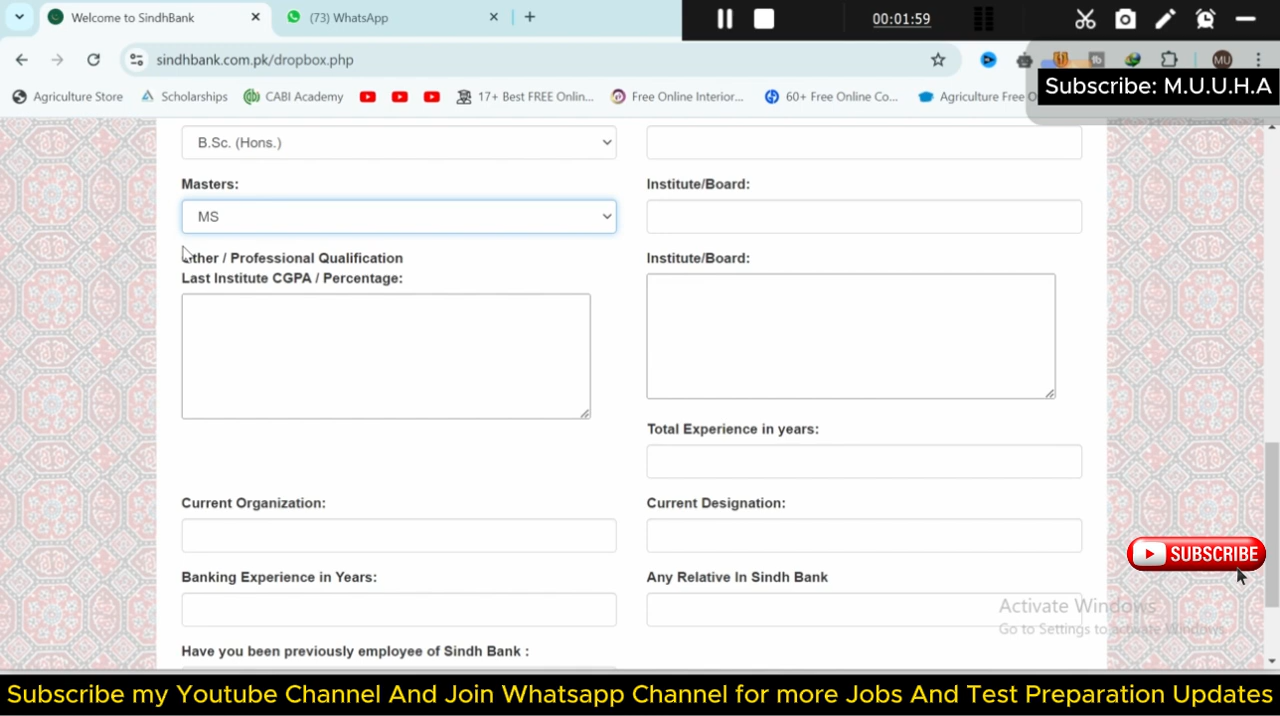 Welcome to SindhBank
(73) WhatsApp
00:01:59
sindhbank.com.pk/dropbox.php
MU
Subscribe: M.U.U.H.A
Agriculture Store
Scholarships
CABI Academy
17+ Best FREE Onlin...
Free Online Interior...
60+ Free Online Co...
Agriculture Free O
B.Sc. (Hons.)
Masters:
Institute/Board:
MS
Other / Professional Qualification
Institute/Board:
Last Institute CGPA / Percentage:
Total Experience in years:
Current Organization:
Current Designation:
SUBSCRIBE
Banking Experience in Years:
Any Relative In Sindh Bank
Activate Windows
Go to Settings to activate Windows.
Have you been previously employee of Sindh Bank :
Subscribe my Youtube Channel And Join Whatsapp Channel for more Jobs And Test Preparation Updates